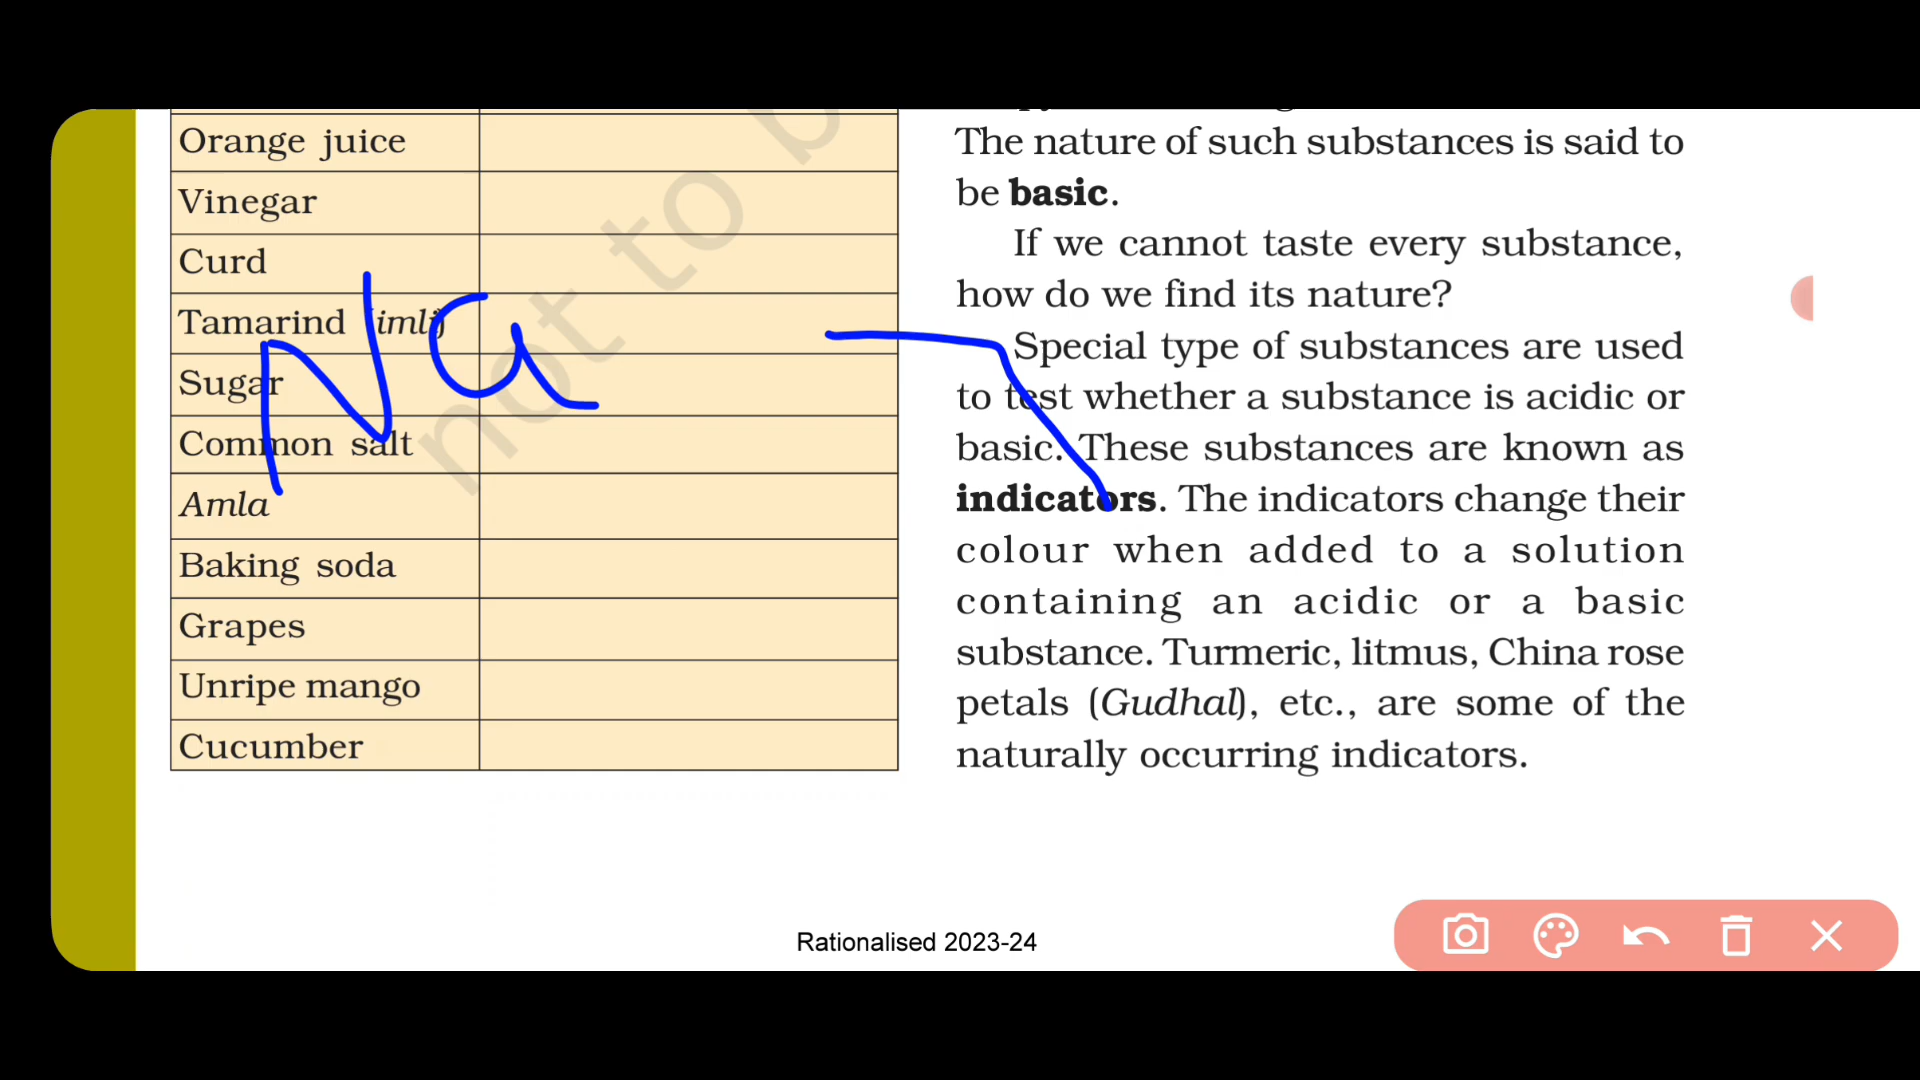 Orange juice
Vinegar
Curd
Tamarind (imli)
Sugar
Common salt
Amla
Baking soda
Grapes
Unripe mango
Cucumber
not to b
Na
The nature of such substances is said to
be basic.
If we cannot taste every substance,
how do we find its nature?
Special type of substances are used
to test whether a substance is acidic or
basic. These substances are known as
indicators. The indicators change their
colour when added to a solution
containing an acidic or a basic
substance. Turmeric, litmus, China rose
petals (Gudhal), etc., are some of the
naturally occurring indicators.
Rationalised 2023-24